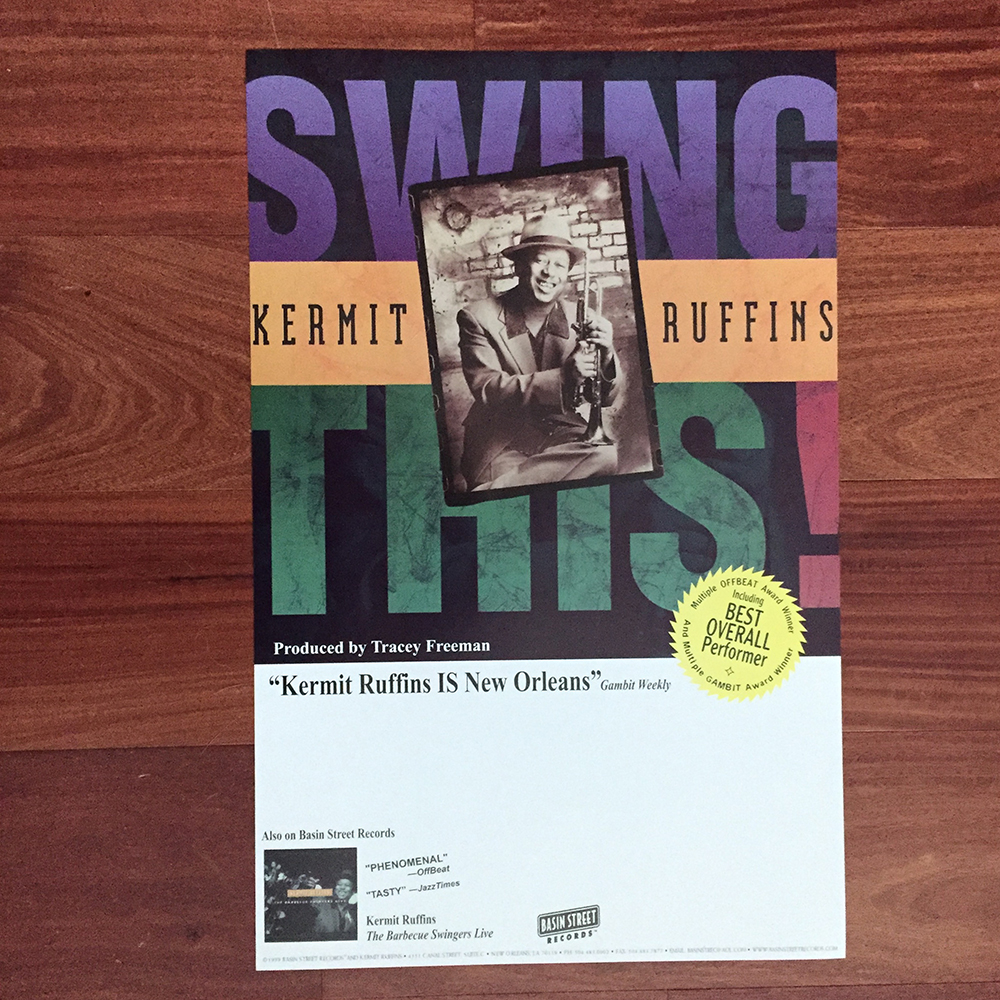 SWING
KERMIT RUFFINS
THIS!
Multiple OFFBEAT Award Winner
Including
BEST
OVERALL
Performer
And Multiple GAMBIT Award Winner
Produced by Tracey Freeman
“Kermit Ruffins IS New Orleans” Gambit Weekly
Also on Basin Street Records
"PHENOMENAL"
—OffBeat
"TASTY" —JazzTimes
Kermit Ruffins
The Barbecue Swingers Live
BASIN STREET
RECORDS